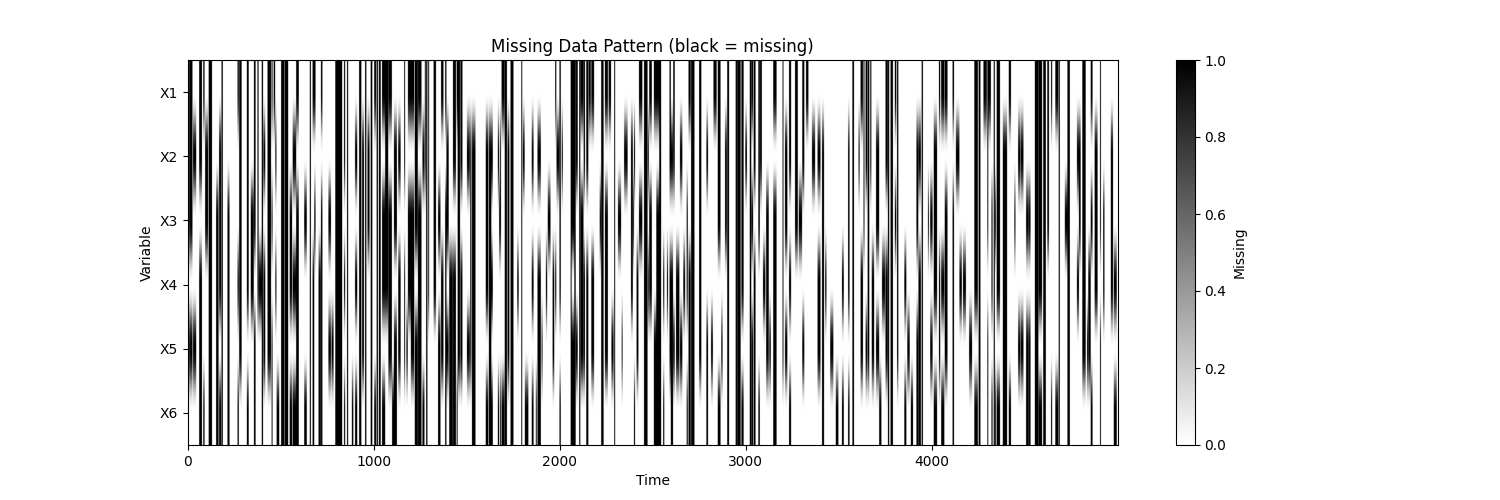 Missing Data Pattern (black = missing)
X1
X2
X3
X4
X5
X6
Variable
0
1000
2000
3000
4000
Time
1.0
0.8
0.6
0.4
0.2
0.0
Missing